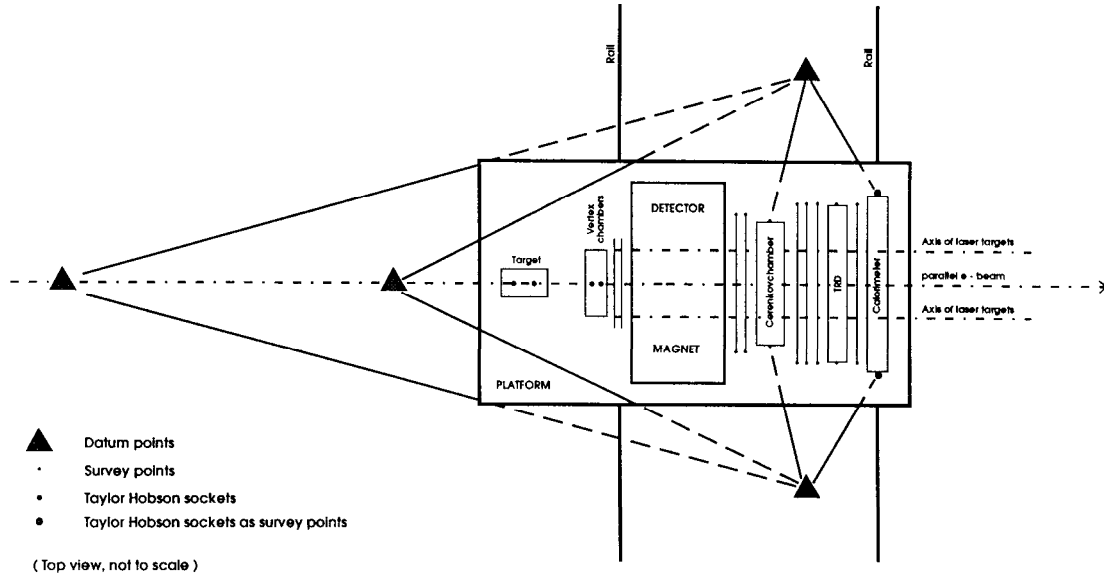 Rail
Rail
DETECTOR
Vertex
chambers
Target
Cerenkovchamber
TRD
Calorimeter
Axis of laser targets
parallel e - beam
Axis of laser targets
MAGNET
PLATFORM
Datum points
Survey points
Taylor Hobson sockets
Taylor Hobson sockets as survey points
( Top view, not to scale )